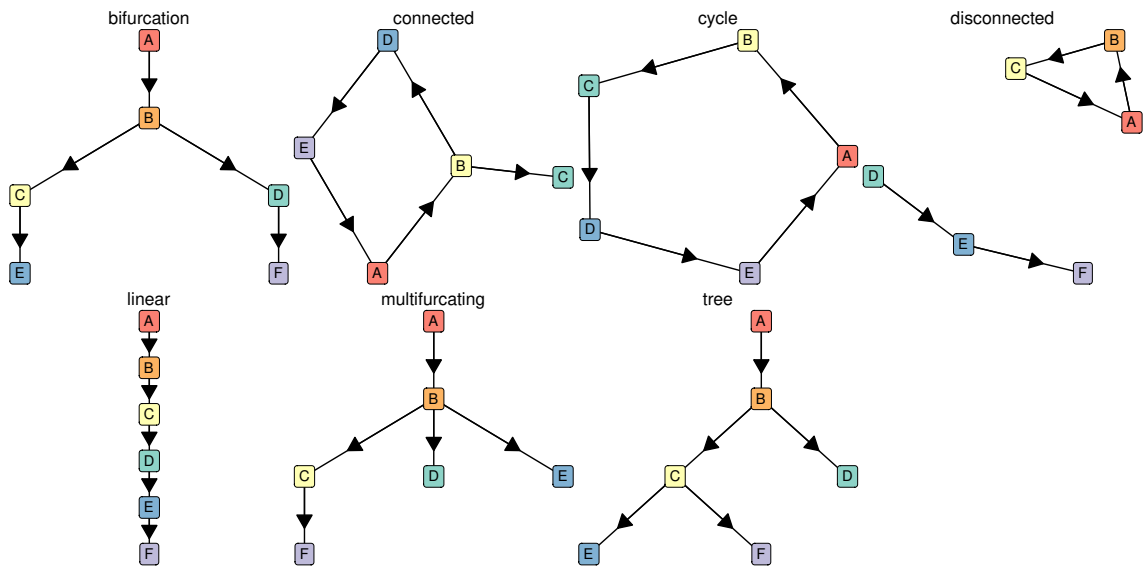 bifurcation
A
B
C
D
E
F
connected
D
E
B
C
A
cycle
B
C
A
D
E
disconnected
B
C
A
D
E
F
linear
A
B
C
D
E
F
multifurcating
A
B
C
D
E
F
tree
A
B
C
D
E
F